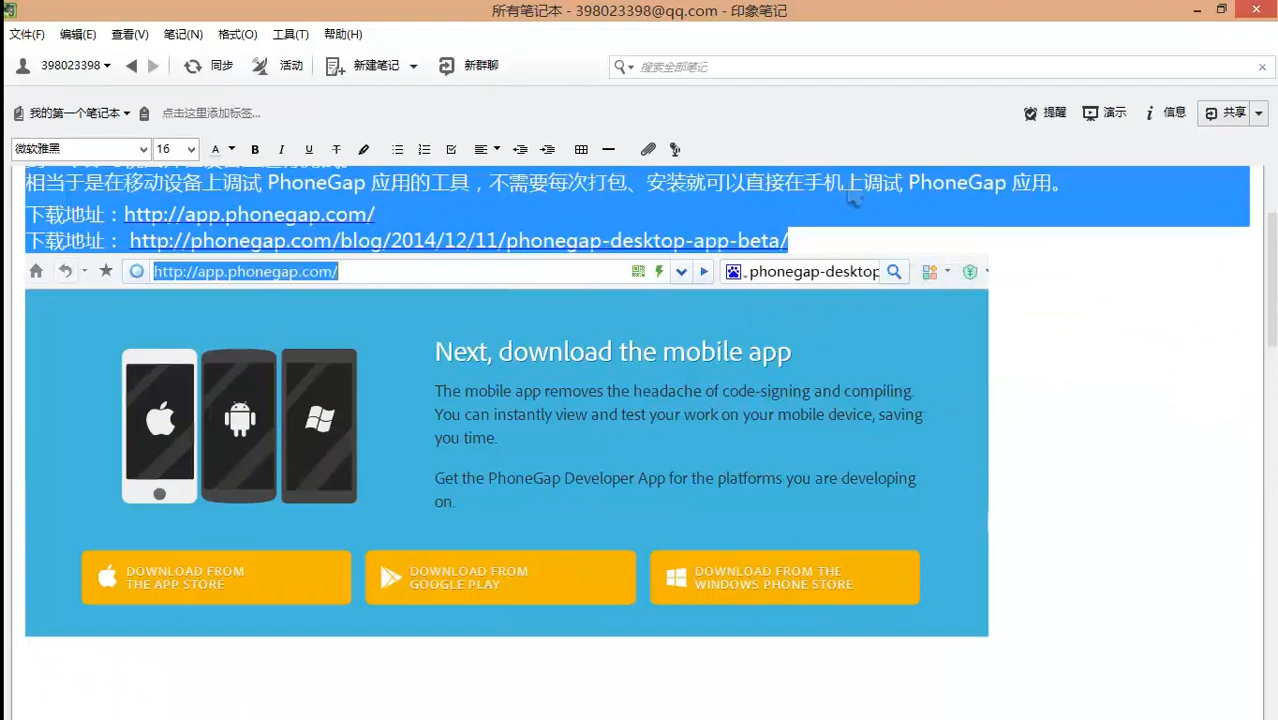 所有笔记本 - 398023398@qq.com - 印象笔记
文件(F) 编辑(E) 查看(V) 笔记(N) 格式(O) 工具(T) 帮助(H)
398023398 同步 活动 新建笔记 新群聊 搜索全部笔记
我的第一个笔记本 点击这里添加标签... 提醒 演示 信息 共享
微软雅黑 16
相当于是在移动设备上调试 PhoneGap 应用的工具，不需要每次打包、安装就可以直接在手机上调试 PhoneGap 应用。
下载地址：http://app.phonegap.com/
下载地址： http://phonegap.com/blog/2014/12/11/phonegap-desktop-app-beta/
http://app.phonegap.com/ phonegap-desktop
Next, download the mobile app
The mobile app removes the headache of code-signing and compiling.
You can instantly view and test your work on your mobile device, saving
you time.
Get the PhoneGap Developer App for the platforms you are developing
on.
DOWNLOAD FROM
THE APP STORE
DOWNLOAD FROM
GOOGLE PLAY
DOWNLOAD FROM THE
WINDOWS PHONE STORE